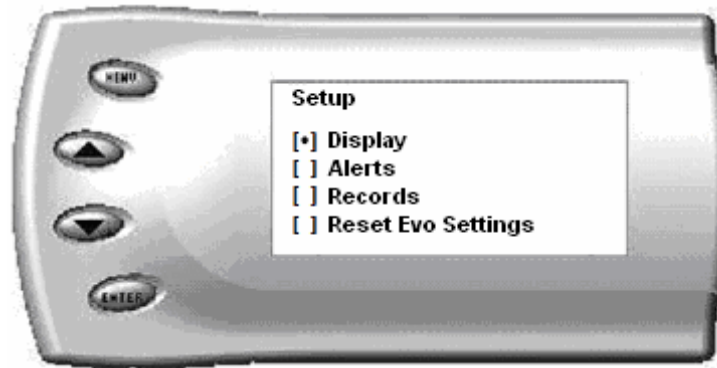 MENU
Setup
[•] Display
[ ] Alerts
[ ] Records
[ ] Reset Evo Settings
ENTER